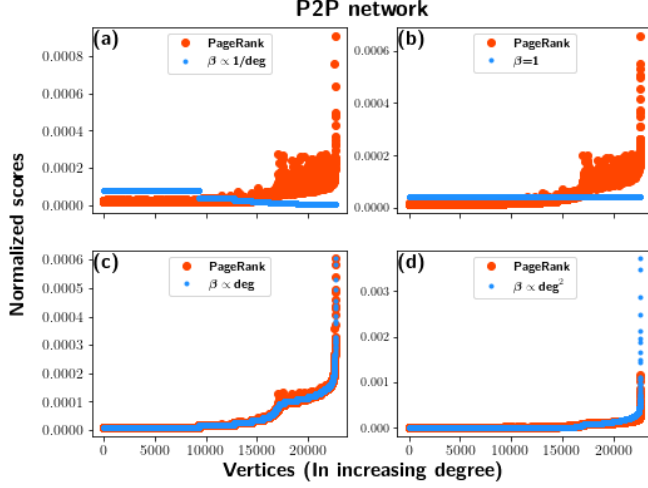 P2P network
(a)
PageRank
β ∝ 1/deg
0.0008
0.0006
0.0004
0.0002
0.0000
(b)
PageRank
β=1
0.0006
0.0004
0.0002
0.0000
Normalized scores
(c)
PageRank
β ∝ deg
0.0006
0.0005
0.0004
0.0003
0.0002
0.0001
0.0000
0 5000 10000 15000 20000
(d)
PageRank
β ∝ deg²
0.003
0.002
0.001
0.000
0 5000 10000 15000 20000
Vertices (In increasing degree)